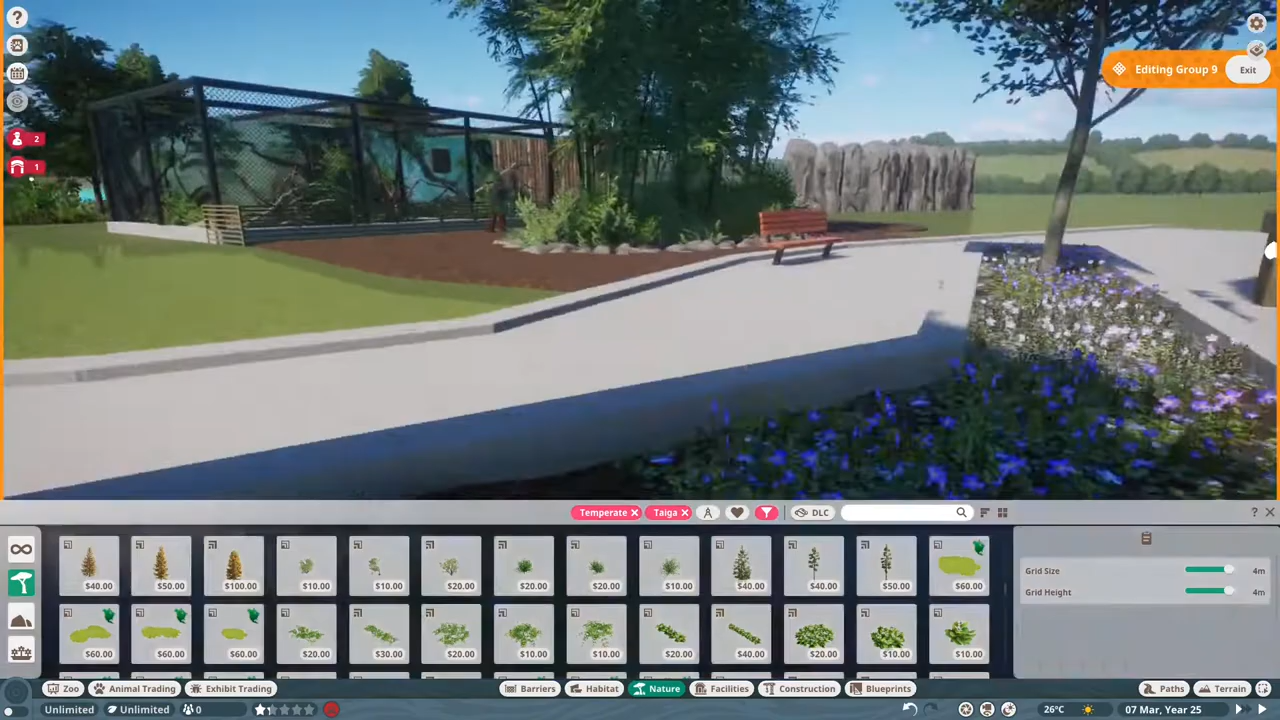 ?
Editing Group 9
Exit
2
1
Temperate ×
Taiga ×
DLC
? ×
$40.00
$50.00
$100.00
$10.00
$10.00
$20.00
$20.00
$20.00
$10.00
$40.00
$40.00
$50.00
$60.00
Grid Size 4m
Grid Height 4m
$60.00
$60.00
$60.00
$20.00
$30.00
$20.00
$10.00
$10.00
$20.00
$40.00
$20.00
$10.00
$10.00
Zoo
Animal Trading
Exhibit Trading
Barriers
Habitat
Nature
Facilities
Construction
Blueprints
Paths
Terrain
Unlimited
Unlimited
0
26°C
07 Mar, Year 25